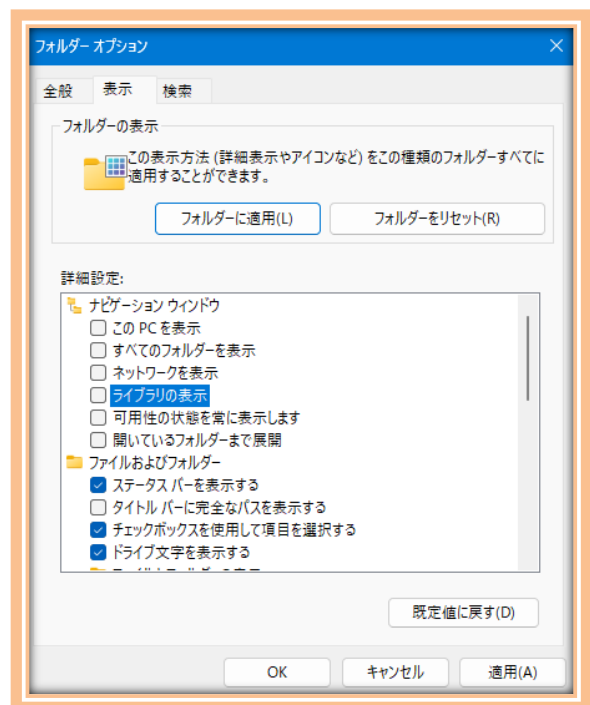 フォルダー オプション
全般 表示 検索
フォルダーの表示
この表示方法 (詳細表示やアイコンなど) をこの種類のフォルダーすべてに
適用することができます。
フォルダーに適用(L) フォルダーをリセット(R)
詳細設定:
ナビゲーション ウィンドウ
この PC を表示
すべてのフォルダーを表示
ネットワークを表示
ライブラリの表示
可用性の状態を常に表示します
開いているフォルダーまで展開
ファイルおよびフォルダー
ステータス バーを表示する
タイトル バーに完全なパスを表示する
チェックボックスを使用して項目を選択する
ドライブ文字を表示する
既定値に戻す(D)
OK キャンセル 適用(A)